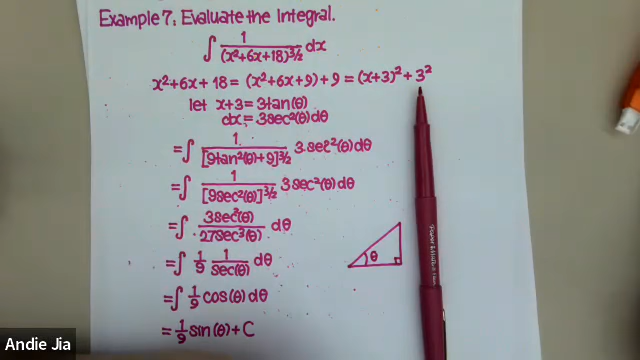 Example 7: Evaluate the integral.
∫ 1/(x²+6x+18)^(3/2) dx
x²+6x+18 = (x²+6x+9)+9 = (x+3)²+3²
let x+3=3tan(θ)
dx=3sec²(θ)dθ
=∫ 1/[9tan²(θ)+9]^(3/2) 3sec²(θ)dθ
=∫ 1/[9sec²(θ)]^(3/2) 3sec²(θ)dθ
=∫ 3sec²(θ)/27sec³(θ) dθ
=∫ 1/9 1/sec(θ) dθ
=∫ 1/9 cos(θ)dθ
θ
=1/9 sin(θ)+C
Andie Jia